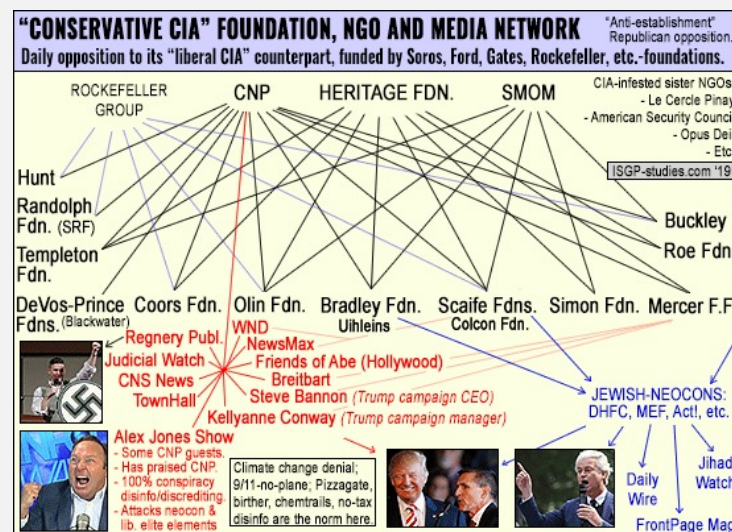 "CONSERVATIVE CIA" FOUNDATION, NGO AND MEDIA NETWORK
"Anti-establishment"
Republican opposition.
Daily opposition to its "liberal CIA" counterpart, funded by Soros, Ford, Gates, Rockefeller, etc.-foundations.
ROCKEFELLER
GROUP
CNP
HERITAGE FDN.
SMOM
CIA-infested sister NGOs
- Le Cercle Pinay
- American Security Counci
- Opus Dei
- Etc
ISGP-studies.com '19
Hunt
Randolph
Fdn. (SRF)
Templeton
Fdn.
Buckley
Roe Fdn
DeVos-Prince
Fdns. (Blackwater)
Coors Fdn.
Olin Fdn.
Bradley Fdn.
Uihleins
Scaife Fdns.
Colcon Fdn.
Simon Fdn.
Mercer F.F
Regnery Publ.
WND
NewsMax
Judicial Watch
Friends of Abe (Hollywood)
CNS News
Breitbart
TownHall
Steve Bannon (Trump campaign CEO)
Kellyanne Conway (Trump campaign manager)
JEWISH-NEOCONS:
DHFC, MEF, Act!, etc.
Alex Jones Show
- Some CNP guests.
- Has praised CNP.
- 100% conspiracy
disinfo/discrediting.
- Attacks neocon &
lib. elite elements
Climate change denial;
9/11-no-plane; Pizzagate,
birther, chemtrails, no-tax
disinfo are the norm here.
Daily
Wire
Jihad
Watch
FrontPage Mag